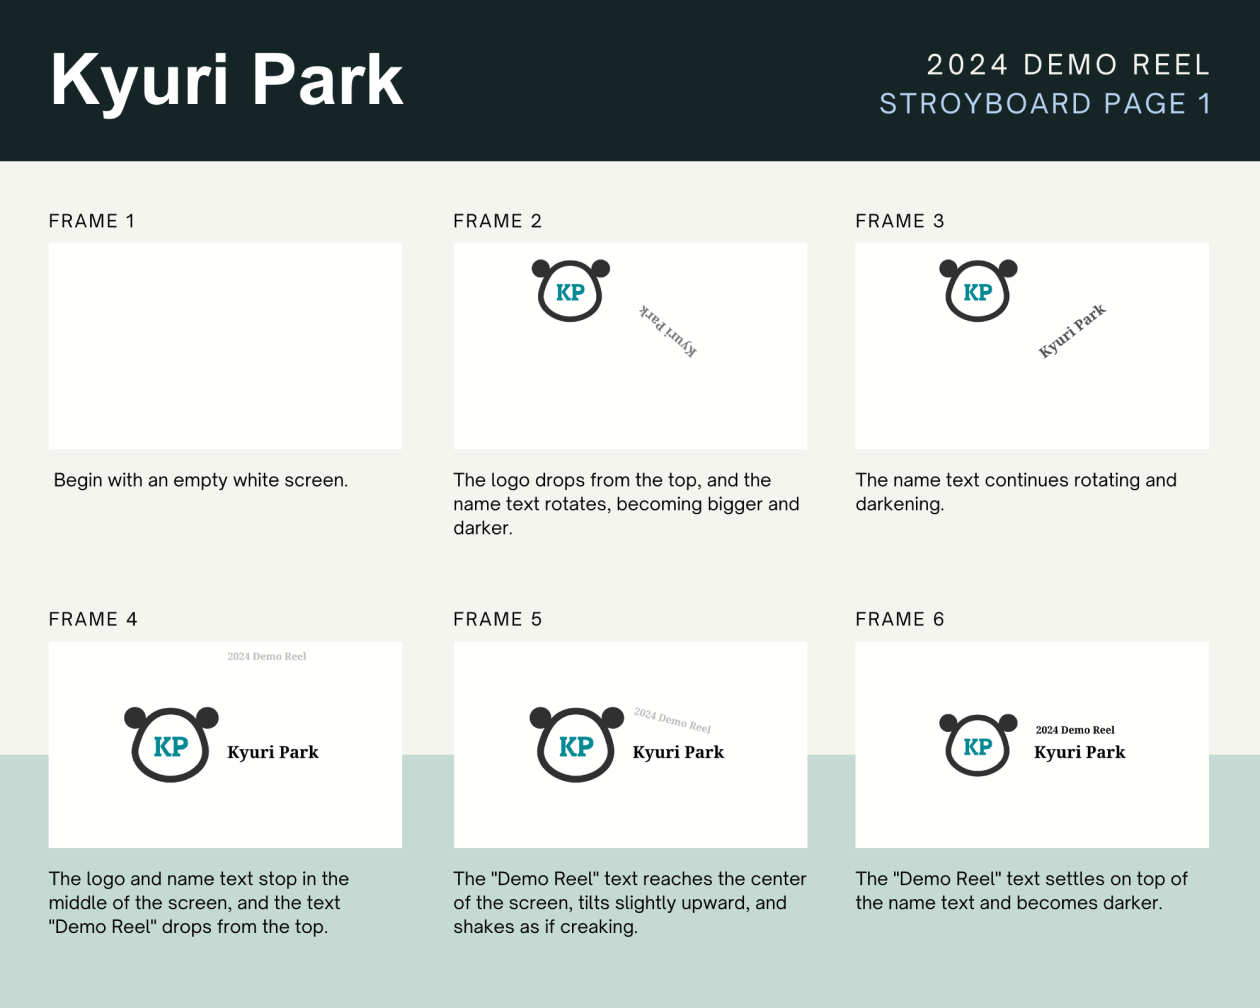 Kyuri Park
2024 DEMO REEL
STROYBOARD PAGE 1
FRAME 1
Begin with an empty white screen.
FRAME 2
KP
Kyuri Park
The logo drops from the top, and the
name text rotates, becoming bigger and
darker.
FRAME 3
KP
Kyuri Park
The name text continues rotating and
darkening.
FRAME 4
2024 Demo Reel
KP
Kyuri Park
The logo and name text stop in the
middle of the screen, and the text
"Demo Reel" drops from the top.
FRAME 5
2024 Demo Reel
KP
Kyuri Park
The "Demo Reel" text reaches the center
of the screen, tilts slightly upward, and
shakes as if creaking.
FRAME 6
2024 Demo Reel
KP
Kyuri Park
The "Demo Reel" text settles on top of
the name text and becomes darker.